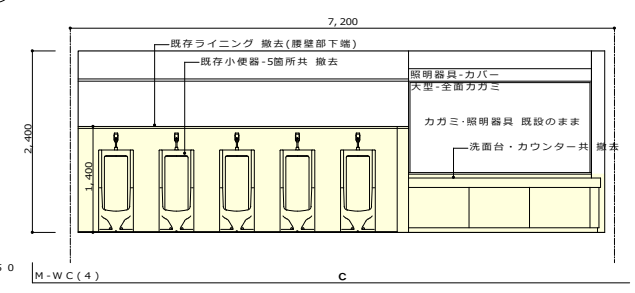 7,200
既存ライニング 撤去(腰壁部下端)
既存小便器-5箇所共 撤去
照明器具-カバー
大型-全面カガミ
カガミ･照明器具 既設のまま
洗面台・カウンター共 撤去
2,400
1,400
50
M-WC(4)
C